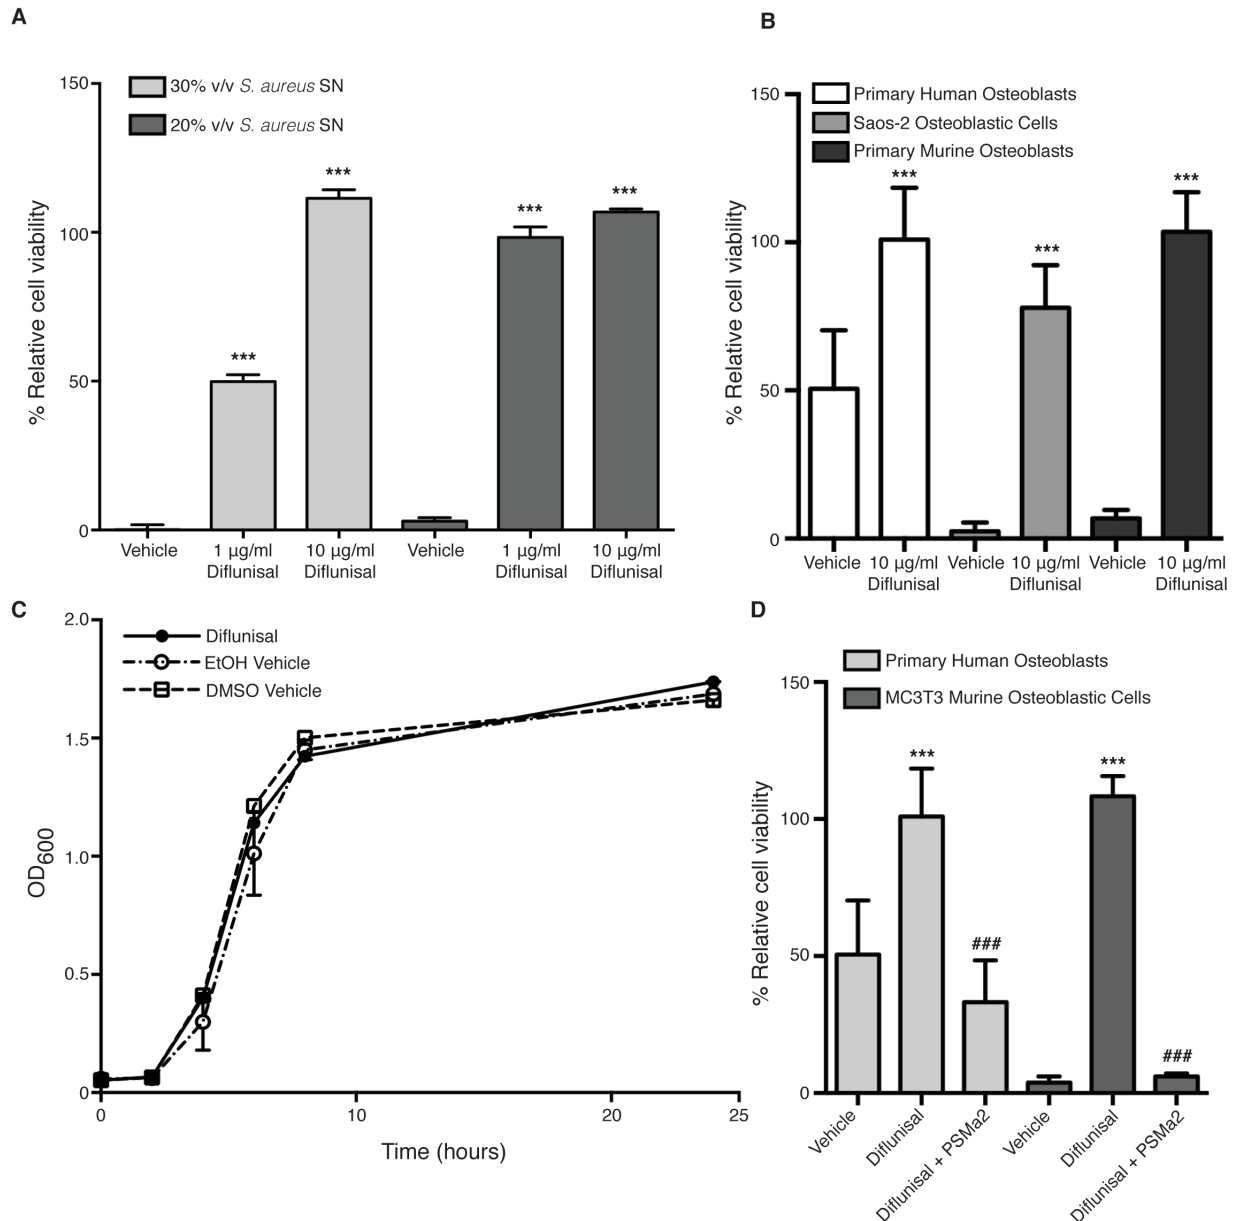 A
30% v/v S. aureus SN
20% v/v S. aureus SN
% Relative cell viability
150
100
50
0
***
***
***
***
Vehicle
1 µg/ml
Diflunisal
10 µg/ml
Diflunisal
Vehicle
1 µg/ml
Diflunisal
10 µg/ml
Diflunisal
B
Primary Human Osteoblasts
Saos-2 Osteoblastic Cells
Primary Murine Osteoblasts
% Relative cell viability
150
100
50
0
***
***
***
Vehicle
10 µg/ml
Diflunisal
Vehicle
10 µg/ml
Diflunisal
Vehicle
10 µg/ml
Diflunisal
C
Diflunisal
EtOH Vehicle
DMSO Vehicle
OD600
2.0
1.5
1.0
0.5
0
0
10
20
25
Time (hours)
D
Primary Human Osteoblasts
MC3T3 Murine Osteoblastic Cells
% Relative cell viability
150
100
50
0
***
###
***
###
Vehicle
Diflunisal
Diflunisal + PSMa2
Vehicle
Diflunisal
Diflunisal + PSMa2